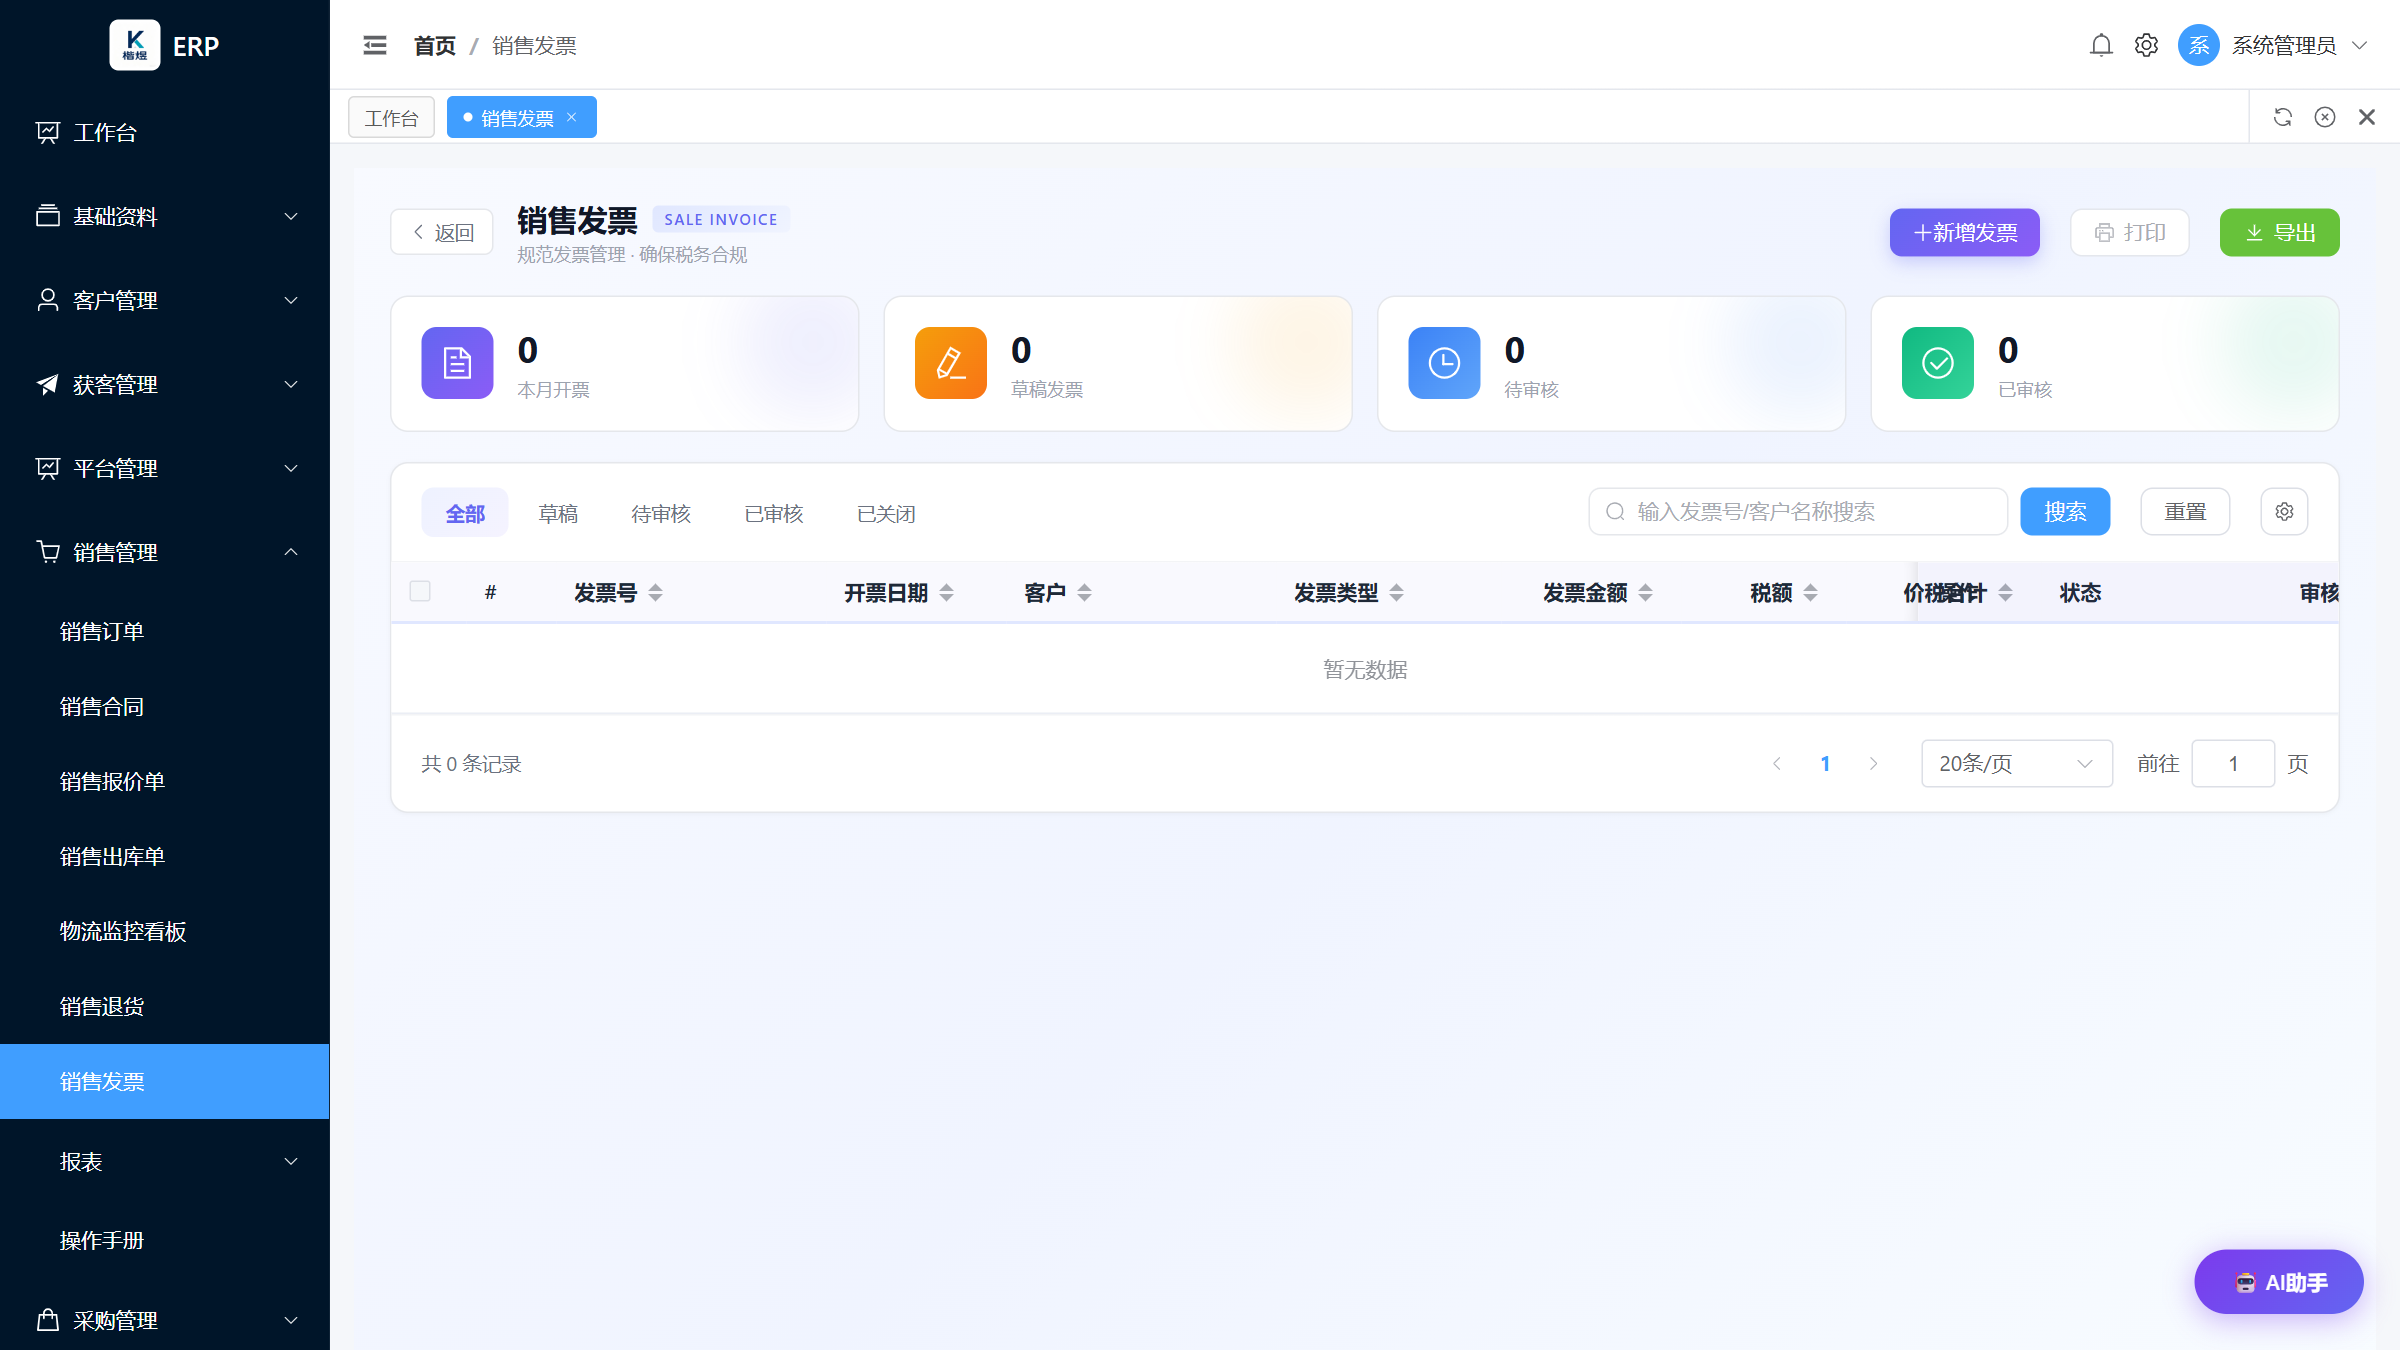 K
楷煜
ERP
工作台
基础资料
客户管理
获客管理
平台管理
销售管理
销售订单
销售合同
销售报价单
销售出库单
物流监控看板
销售退货
销售发票
报表
操作手册
采购管理
首页 / 销售发票
系 系统管理员
工作台
销售发票
返回
销售发票 SALE INVOICE
规范发票管理 · 确保税务合规
新增发票
打印
导出
0
本月开票
0
草稿发票
0
待审核
0
已审核
全部 草稿 待审核 已审核 已关闭
输入发票号/客户名称搜索
搜索
重置
# 发票号 开票日期 客户 发票类型 发票金额 税额 价税合计 操作 状态 审核
暂无数据
共 0 条记录
1
20条/页
前往 1 页
AI助手